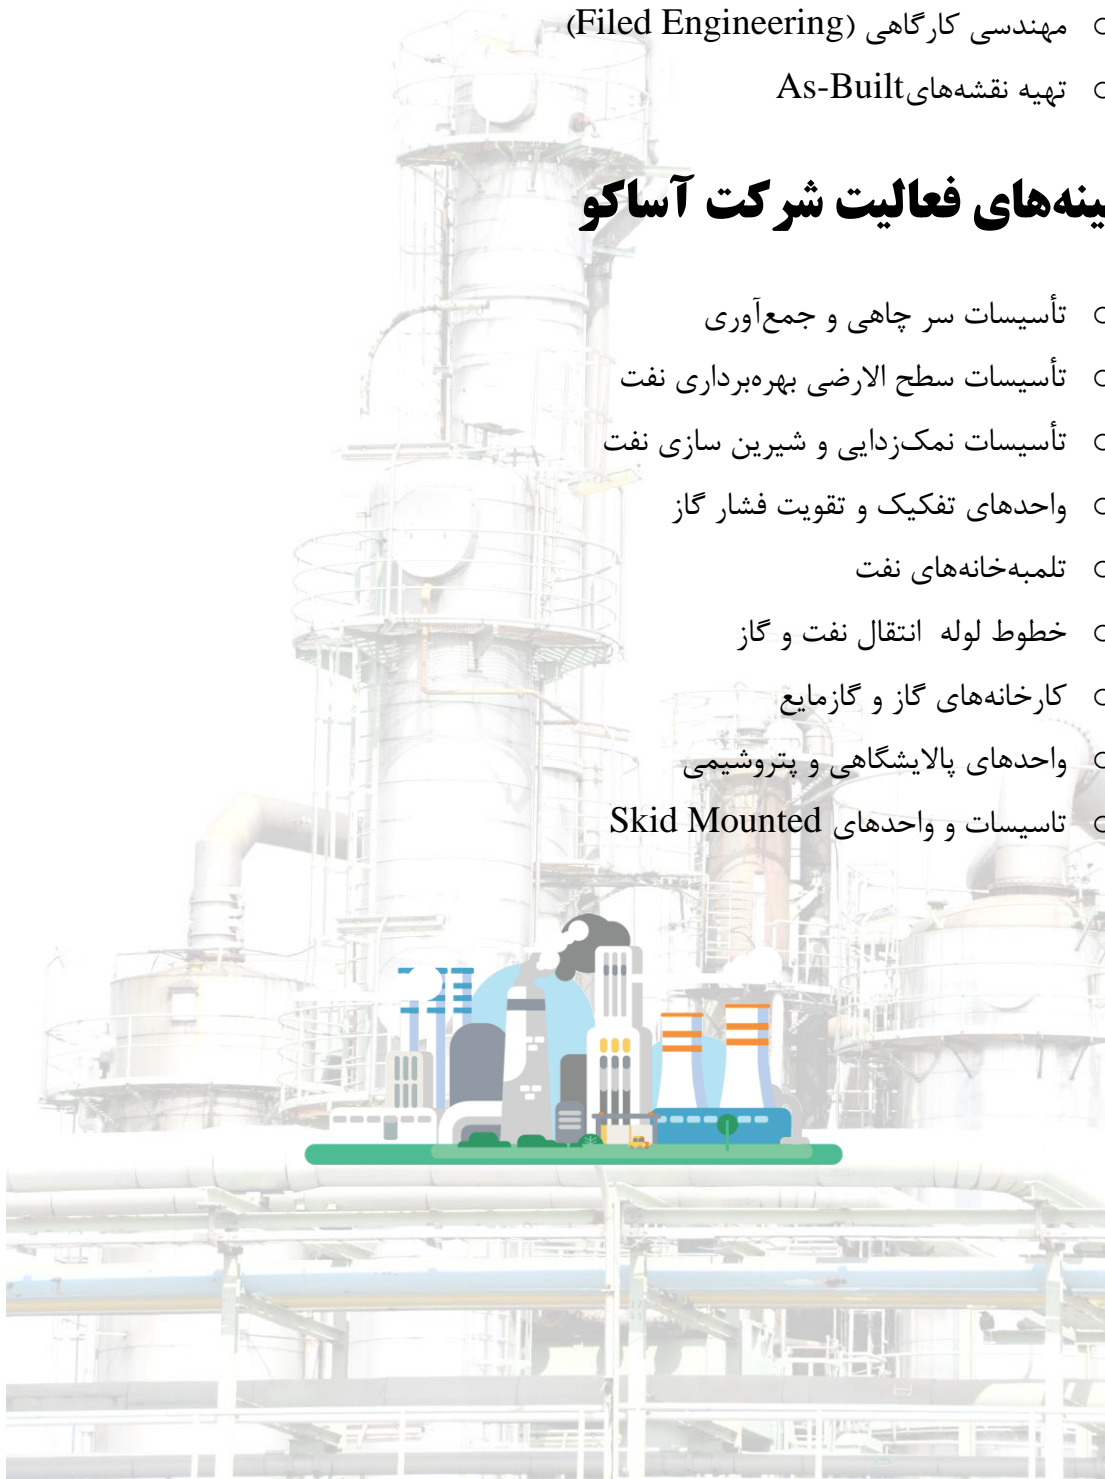 ○ مهندسی کارگاهی (Filed Engineering)
○ تهیه نقشه‌های As-Built
ینه‌های فعالیت شرکت آساکو
○ تأسیسات سر چاهی و جمع‌آوری
○ تأسیسات سطح الارضی بهره‌برداری نفت
○ تأسیسات نمک‌زدایی و شیرین سازی نفت
○ واحدهای تفکیک و تقویت فشار گاز
○ تلمبه‌خانه‌های نفت
○ خطوط لوله انتقال نفت و گاز
○ کارخانه‌های گاز و گازمایع
○ واحدهای پالایشگاهی و پتروشیمی
○ تاسیسات و واحدهای Skid Mounted